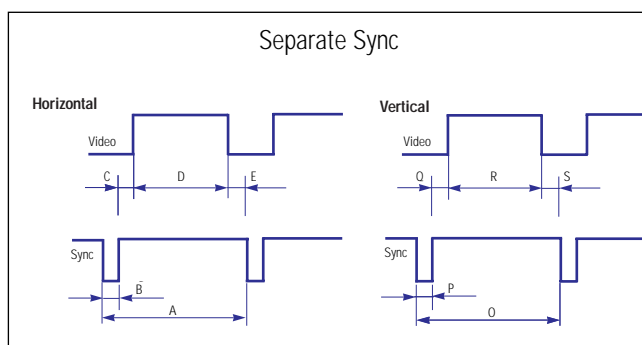 Separate Sync
Horizontal
Vertical
Video
Video
C
D
E
Q
R
S
Sync
Sync
B
P
A
O